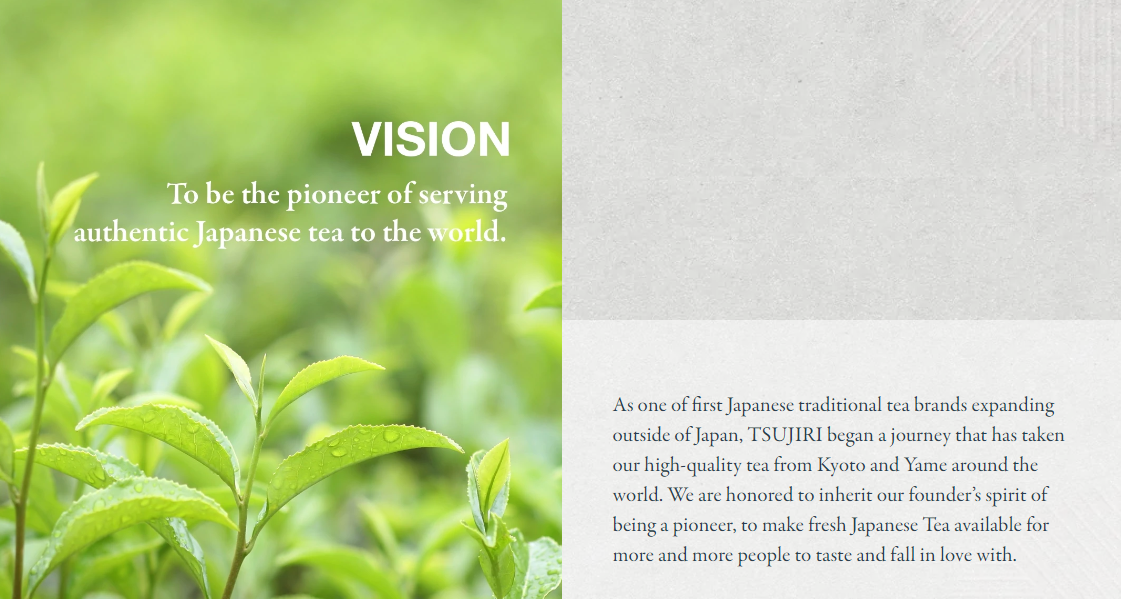 VISION
To be the pioneer of serving
authentic Japanese tea to the world.
As one of first Japanese traditional tea brands expanding
outside of Japan, TSUJIRI began a journey that has taken
our high-quality tea from Kyoto and Yame around the
world. We are honored to inherit our founder’s spirit of
being a pioneer, to make fresh Japanese Tea available for
more and more people to taste and fall in love with.